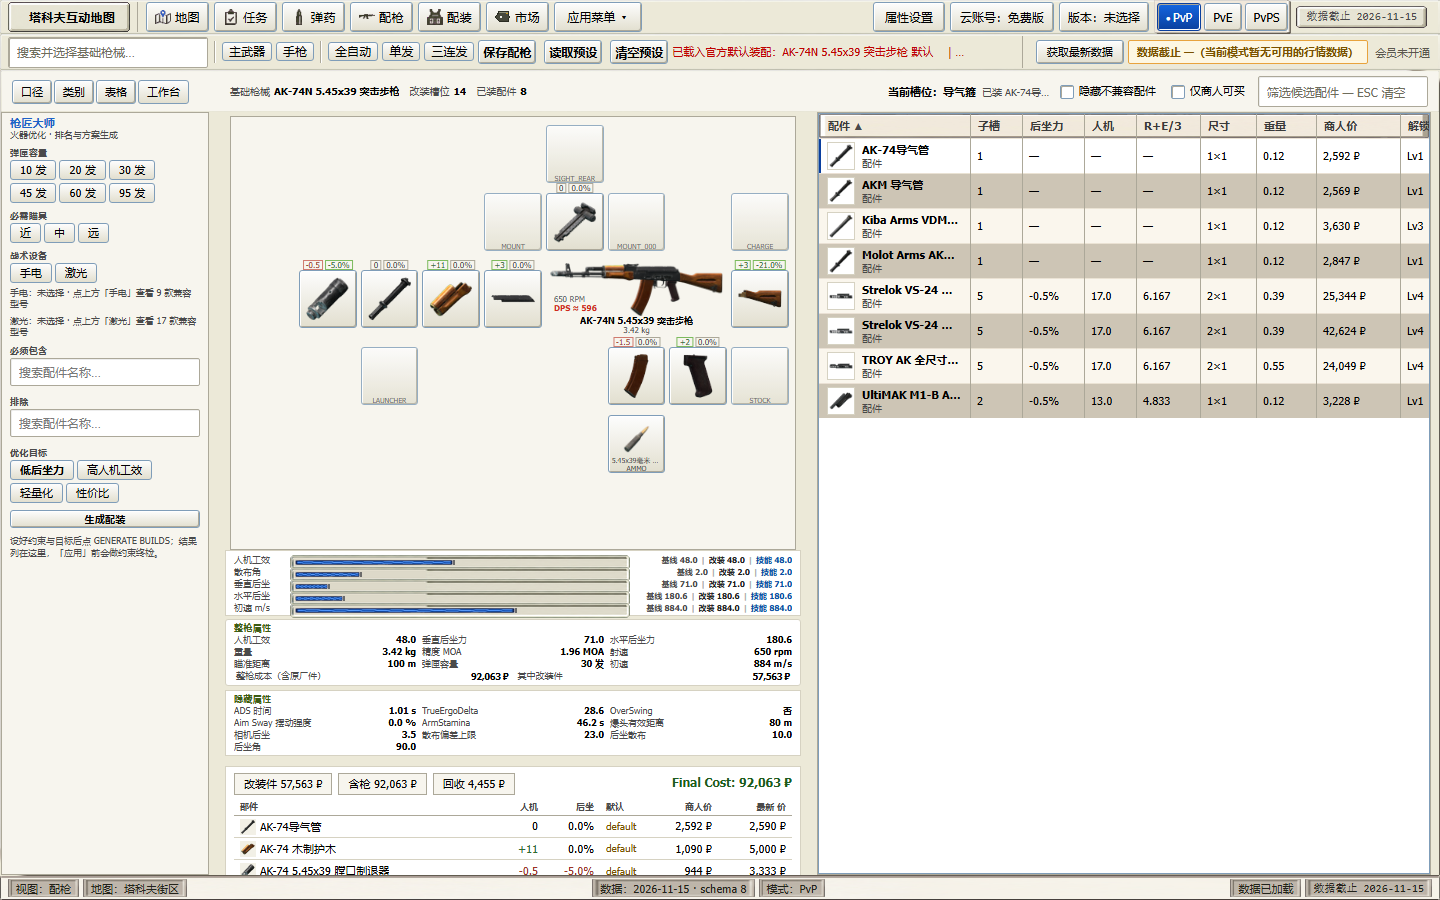 塔科夫互动地图 地图 任务 弹药 配枪 配装 市场 应用菜单 属性设置 云账号：免费版 版本：未选择 • PvP PvE PvPS 数据截止 2026-11-15
搜索并选择基础枪械... 主武器 手枪 全自动 单发 三连发 保存配枪 读取预设 清空预设 已载入官方默认装配：AK-74N 5.45x39 突击步枪 默认 | ... 获取最新数据 数据截止 —（当前模式暂无可用的行情数据） 会员未开通
口径 类别 表格 工作台 基础枪械 AK-74N 5.45x39 突击步枪 改装槽位 14 已装配件 8 当前槽位：导气箍 已装 AK-74导... 隐藏不兼容配件 仅商人可买 筛选候选配件 — ESC 清空
枪匠大师
火器优化 · 排名与方案生成
弹匣容量
10 发 20 发 30 发
45 发 60 发 95 发
必需瞄具
近 中 远
战术设备
手电 激光
手电：未选择 · 点上方「手电」查看 9 款兼容
型号
激光：未选择 · 点上方「激光」查看 17 款兼容
型号
必须包含
搜索配件名称...
排除
搜索配件名称...
优化目标
低后坐力 高人机工效
轻量化 性价比
生成配装
设好约束与目标后点 GENERATE BUILDS；结果
列在这里，「应用」前会做约束终检。
SIGHT_REAR
0 0.0%
MOUNT MOUNT_000 CHARGE
-0.5 -5.0% 0 0.0% +11 0.0% +3 0.0% +3 -21.0%
650 RPM
DPS ≈ 596
AK-74N 5.45x39 突击步枪
3.42 kg
-1.5 0.0% +2 0.0%
LAUNCHER STOCK
5.45x39毫米 ...
AMMO
人机工效 基线 48.0 | 改装 48.0 | 技能 48.0
散布角 基线 2.0 | 改装 2.0 | 技能 2.0
垂直后坐 基线 71.0 | 改装 71.0 | 技能 71.0
水平后坐 基线 180.6 | 改装 180.6 | 技能 180.6
初速 m/s 基线 884.0 | 改装 884.0 | 技能 884.0
整枪属性
人机工效 48.0 垂直后坐力 71.0 水平后坐力 180.6
重量 3.42 kg 精度 MOA 1.96 MOA 射速 650 rpm
瞄准距离 100 m 弹匣容量 30 发 初速 884 m/s
整枪成本（含原厂件） 92,063 ₽ 其中改装件 57,563 ₽
隐藏属性
ADS 时间 1.01 s TrueErgoDelta 28.6 OverSwing 否
Aim Sway 摆动强度 0.0 % ArmStamina 46.2 s 爆头有效距离 80 m
相机后坐 3.5 散布偏差上限 23.0 后坐散布 10.0
后坐角 90.0
改装件 57,563 ₽ 含枪 92,063 ₽ 回收 4,455 ₽ Final Cost: 92,063 ₽
部件 人机 后坐 默认 商人价 最新 价
AK-74导气管 0 0.0% default 2,592 ₽ 2,590 ₽
AK-74 木制护木 +11 0.0% default 1,090 ₽ 5,000 ₽
AK-74 5.45x39 膛口制退器 -0.5 -5.0% default 944 ₽ 3,333 ₽
配件 ▲ 子槽 后坐力 人机 R+E/3 尺寸 重量 商人价 解锁
AK-74导气管 配件 1 — — — 1×1 0.12 2,592 ₽ Lv1
AKM 导气管 配件 1 — — — 1×1 0.12 2,569 ₽ Lv1
Kiba Arms VDM... 配件 1 — — — 1×1 0.12 3,630 ₽ Lv3
Molot Arms AK... 配件 1 — — — 1×1 0.12 2,847 ₽ Lv1
Strelok VS-24 ... 配件 5 -0.5% 17.0 6.167 2×1 0.39 25,344 ₽ Lv4
Strelok VS-24 ... 配件 5 -0.5% 17.0 6.167 2×1 0.39 42,624 ₽ Lv4
TROY AK 全尺寸... 配件 5 -0.5% 17.0 6.167 2×1 0.55 24,049 ₽ Lv4
UltiMAK M1-B A... 配件 2 -0.5% 13.0 4.833 1×1 0.12 3,228 ₽ Lv1
视图：配枪 地图：塔科夫街区 数据：2026-11-15 · schema 8 模式：PvP 数据已加载 数据截止 2026-11-15